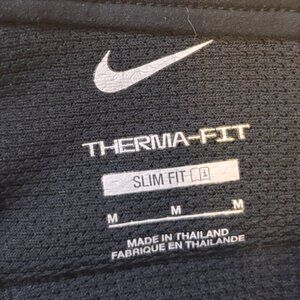 THERMA-FIT
SLIM FIT
M M M
MADE IN THAILAND
FABRIQUE EN THAILANDE